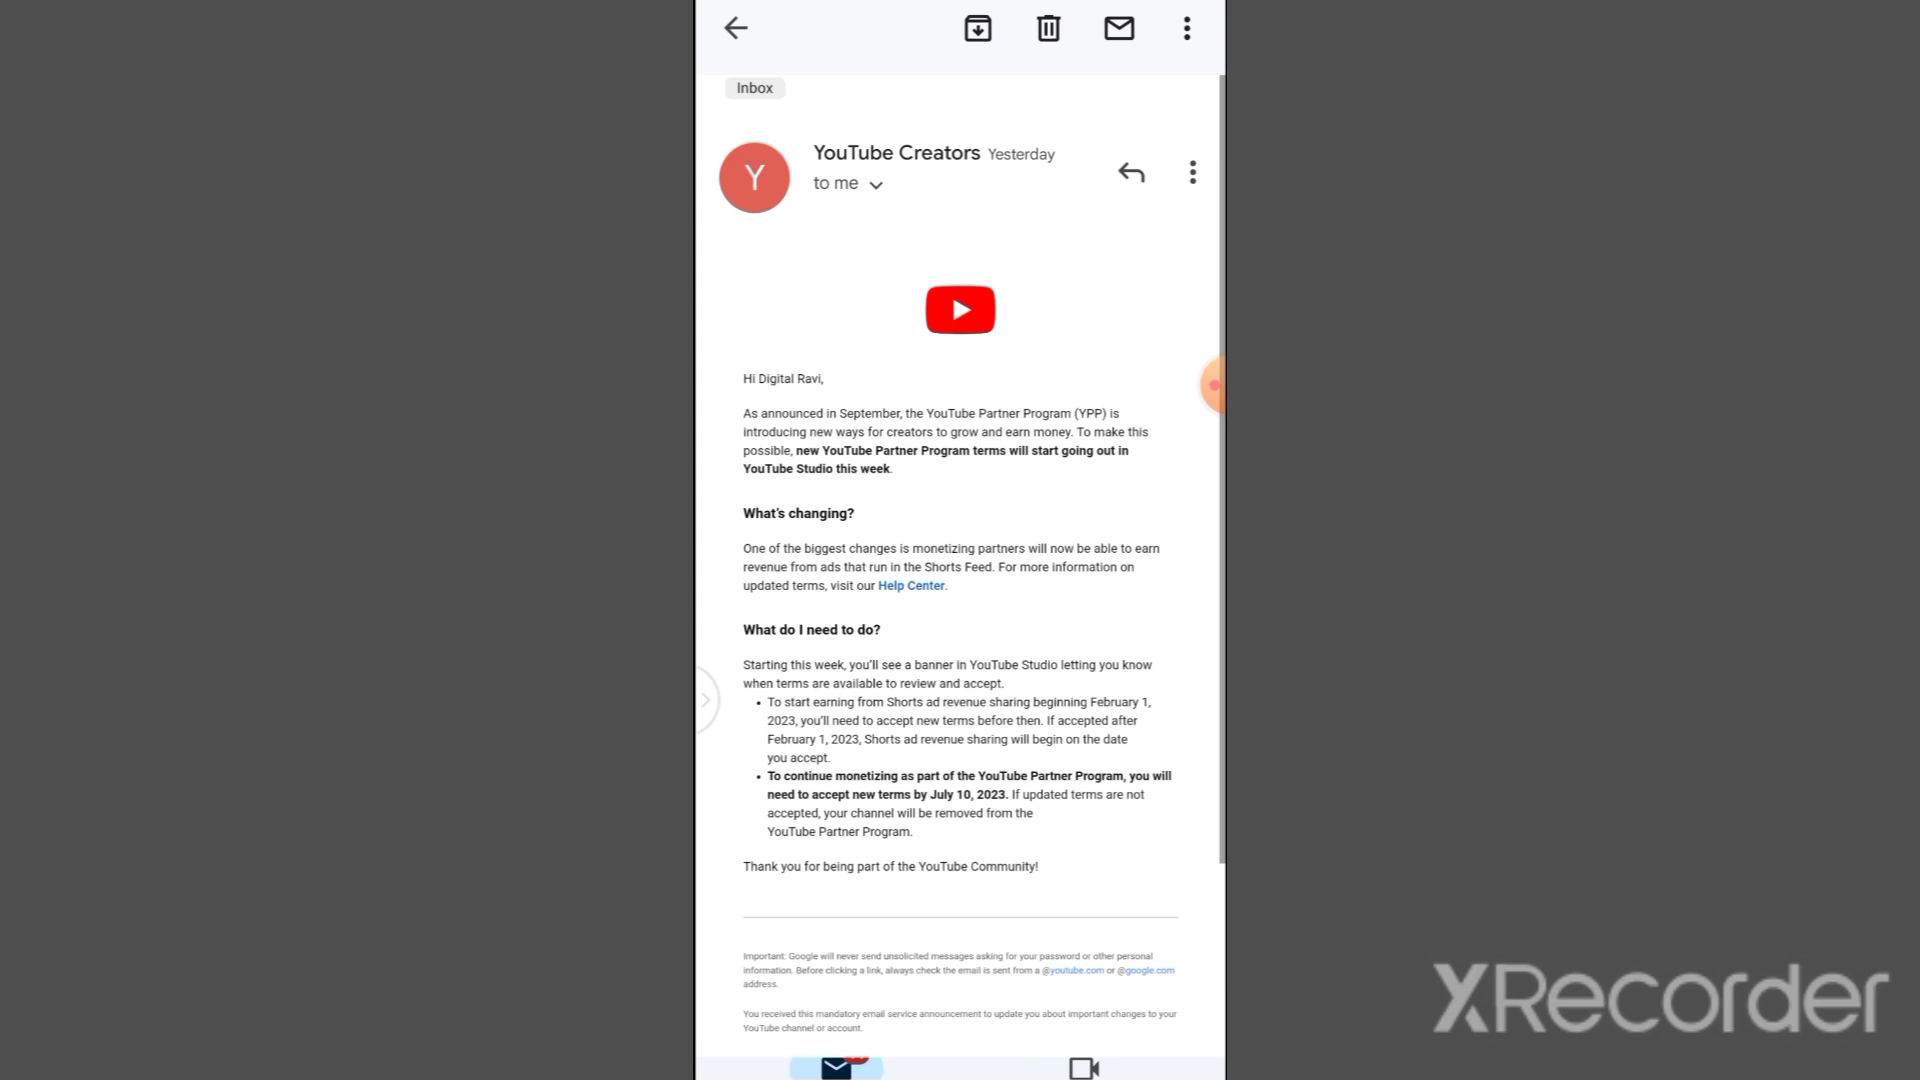 Inbox
Y
YouTube Creators Yesterday
to me
Hi Digital Ravi,
As announced in September, the YouTube Partner Program (YPP) is
introducing new ways for creators to grow and earn money. To make this
possible, new YouTube Partner Program terms will start going out in
YouTube Studio this week.
What's changing?
One of the biggest changes is monetizing partners will now be able to earn
revenue from ads that run in the Shorts Feed. For more information on
updated terms, visit our Help Center.
What do I need to do?
Starting this week, you'll see a banner in YouTube Studio letting you know
when terms are available to review and accept.
• To start earning from Shorts ad revenue sharing beginning February 1,
2023, you'll need to accept new terms before then. If accepted after
February 1, 2023, Shorts ad revenue sharing will begin on the date
you accept.
• To continue monetizing as part of the YouTube Partner Program, you will
need to accept new terms by July 10, 2023. If updated terms are not
accepted, your channel will be removed from the
YouTube Partner Program.
Thank you for being part of the YouTube Community!
Important: Google will never send unsolicited messages asking for your password or other personal
information. Before clicking a link, always check the email is sent from a @youtube.com or @google.com
address.
You received this mandatory email service announcement to update you about important changes to your
YouTube channel or account.
XRecorder